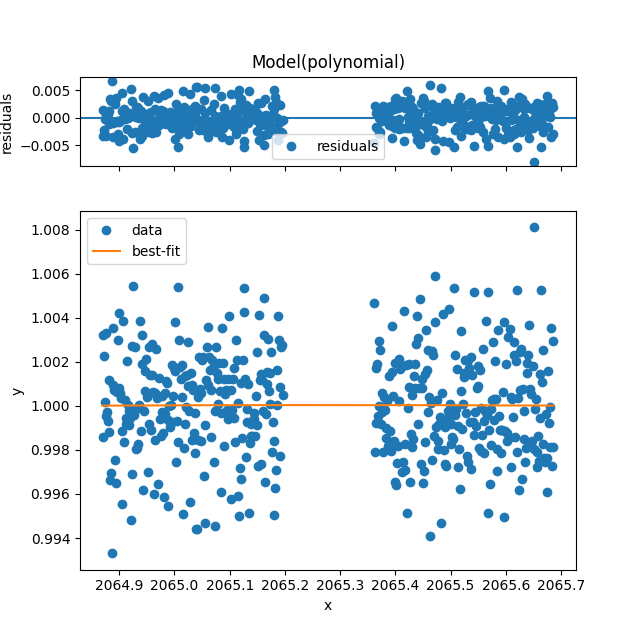 Model(polynomial)
residuals
0.005
0.000
−0.005
residuals
data
best-fit
y
1.008
1.006
1.004
1.002
1.000
0.998
0.996
0.994
2064.9 2065.0 2065.1 2065.2 2065.3 2065.4 2065.5 2065.6 2065.7
x